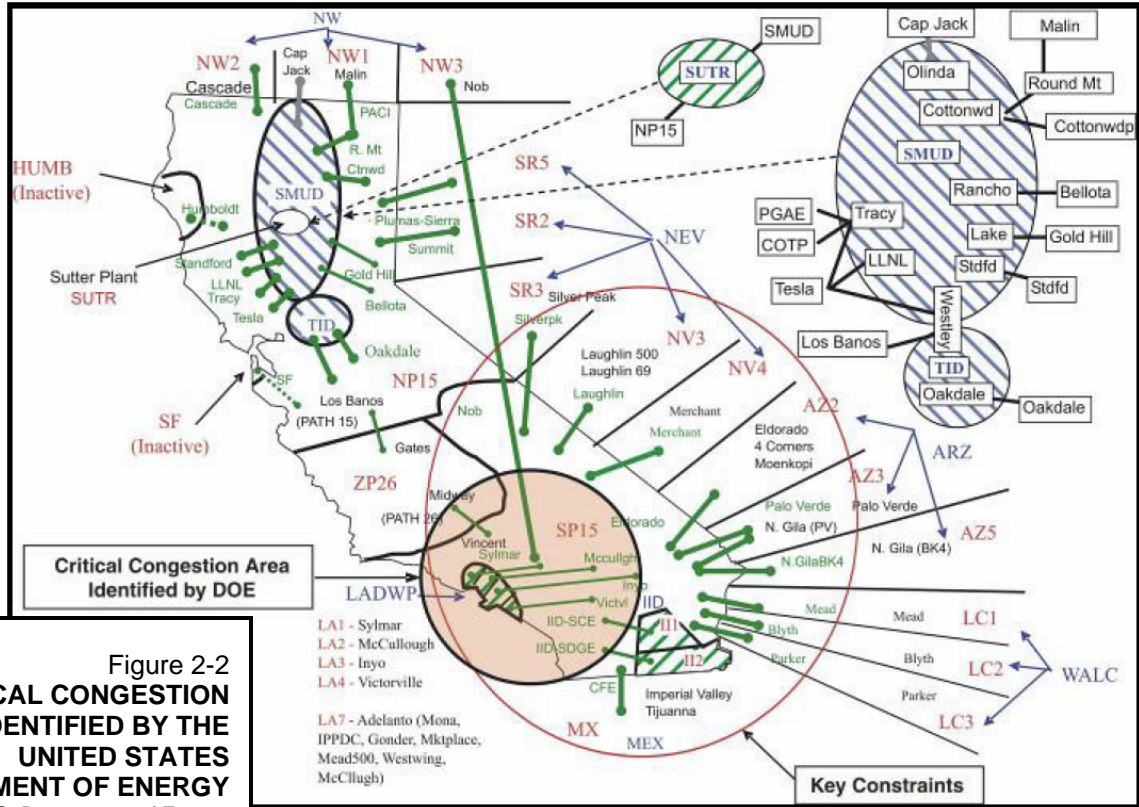 NW
NW2
Cap
Jack
NW1
NW3
Cascade
Cascade
Malin
Nob
PACI
R. Mt
Ctnwd
SMUD
HUMB
(Inactive)
Humboldt
Plumas-Sierra
Summit
Sutter Plant
SUTR
Standford
LLNL
Tracy
Tesla
Gold Hill
Bellota
TID
Oakdale
SF
SF
(Inactive)
NP15
Los Banos
(PATH 15)
Gates
Nob
ZP26
Midway
(PATH 26)
Vincent
Sylmar
SP15
SMUD
SUTR
NP15
SR5
SR2
NEV
SR3
Silver Peak
Silverpk
NV3
NV4
Laughlin 500
Laughlin 69
Laughlin
Merchant
Merchant
AZ2
Eldorado
4 Corners
Moenkopi
ARZ
AZ3
Palo Verde
Palo Verde
N. Gila (PV)
N. Gila (BK4)
AZ5
N.GilaBK4
Eldorado
Mccullgh
Inyo
Victvl
IID
IID-SCE
IID-SDGE
II1
II2
CFE
Imperial Valley
Tijuanna
MX
MEX
Mead
Mead
LC1
Blyth
Blyth
LC2
WALC
Parker
Parker
LC3
Cap Jack
Malin
Olinda
Round Mt
Cottonwd
Cottonwdp
SMUD
Rancho
Bellota
PGAE
COTP
Tracy
Lake
Gold Hill
LLNL
Stdfd
Stdfd
Tesla
Westley
Los Banos
TID
Oakdale
Oakdale
Critical Congestion Area
Identified by DOE
LADWP
LA1 - Sylmar
LA2 - McCullough
LA3 - Inyo
LA4 - Victorville
LA7 - Adelanto (Mona,
IPPDC, Gonder, Mktplace,
Mead500, Westwing,
McCllugh)
Key Constraints
Figure 2-2
CAL CONGESTION
DENTIFIED BY THE
UNITED STATES
MENT OF ENERGY